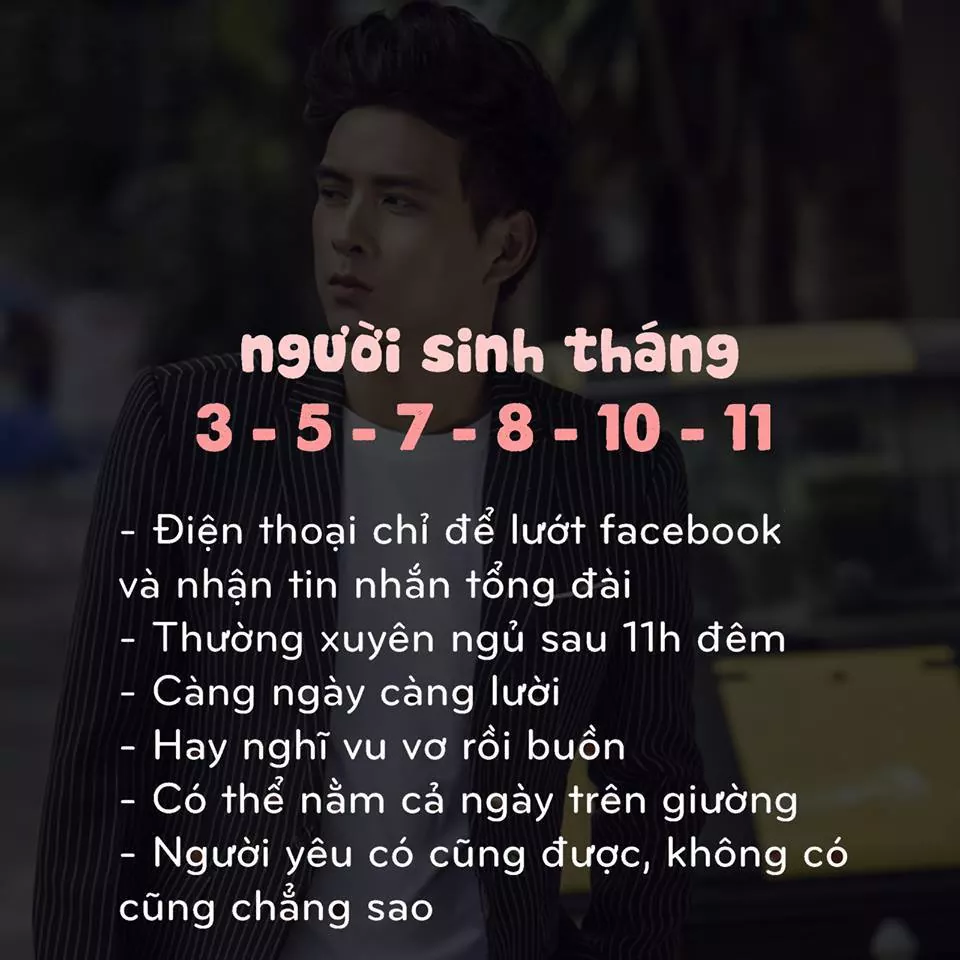 người sinh tháng
3 - 5 - 7 - 8 - 10 - 11
- Điện thoại chỉ để lướt facebook
và nhận tin nhắn tổng đài
- Thường xuyên ngủ sau 11h đêm
- Càng ngày càng lười
- Hay nghĩ vu vơ rồi buồn
- Có thể nằm cả ngày trên giường
- Người yêu có cũng được, không có
cũng chẳng sao